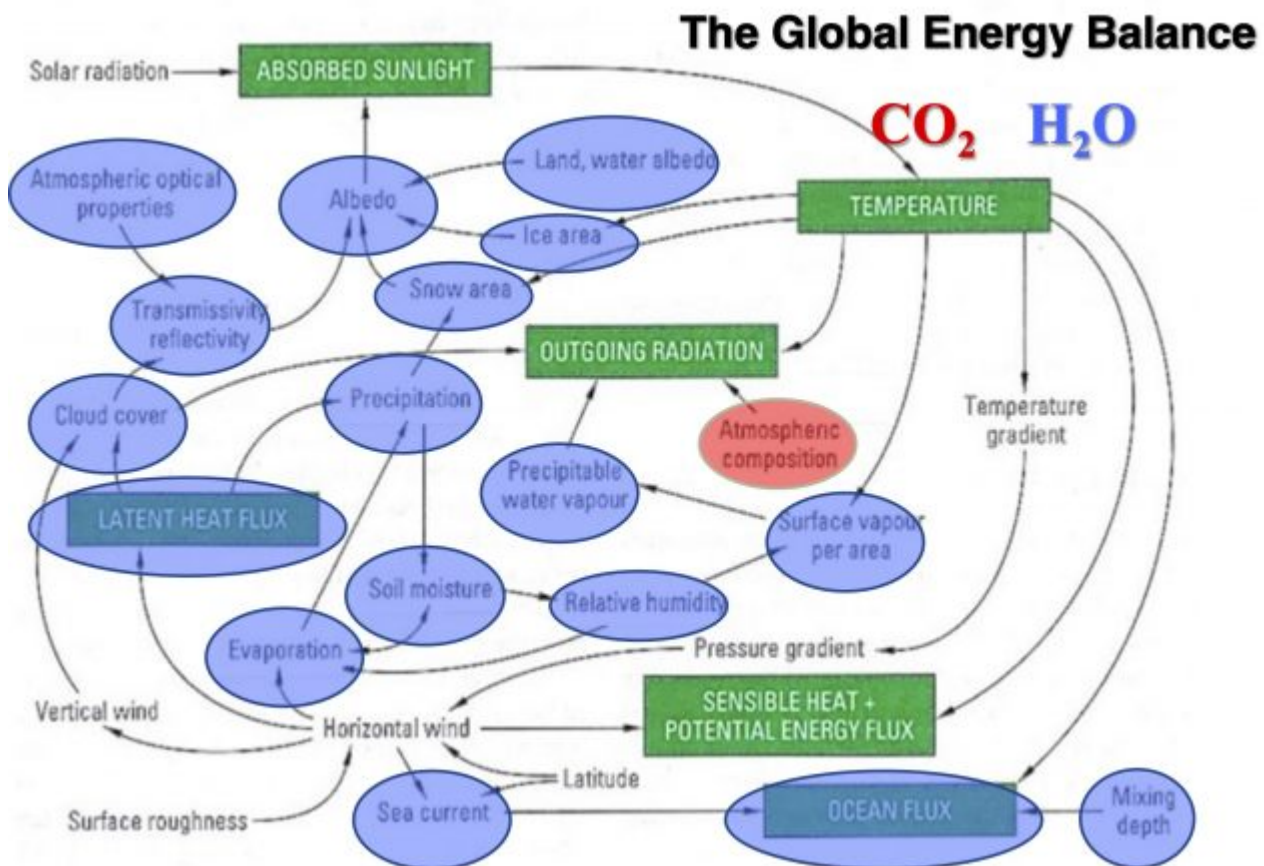 The Global Energy Balance
Solar radiation
ABSORBED SUNLIGHT
CO₂
H₂O
Atmospheric optical
properties
Albedo
Land, water albedo
TEMPERATURE
Ice area
Snow area
Transmissivity
reflectivity
OUTGOING RADIATION
Cloud cover
Precipitation
Temperature
gradient
Atmospheric
composition
Precipitable
water vapour
LATENT HEAT FLUX
Surface vapour
per area
Soil moisture
Relative humidity
Evaporation
Pressure gradient
SENSIBLE HEAT +
POTENTIAL ENERGY FLUX
Vertical wind
Horizontal wind
Latitude
Surface roughness
Sea current
OCEAN FLUX
Mixing
depth